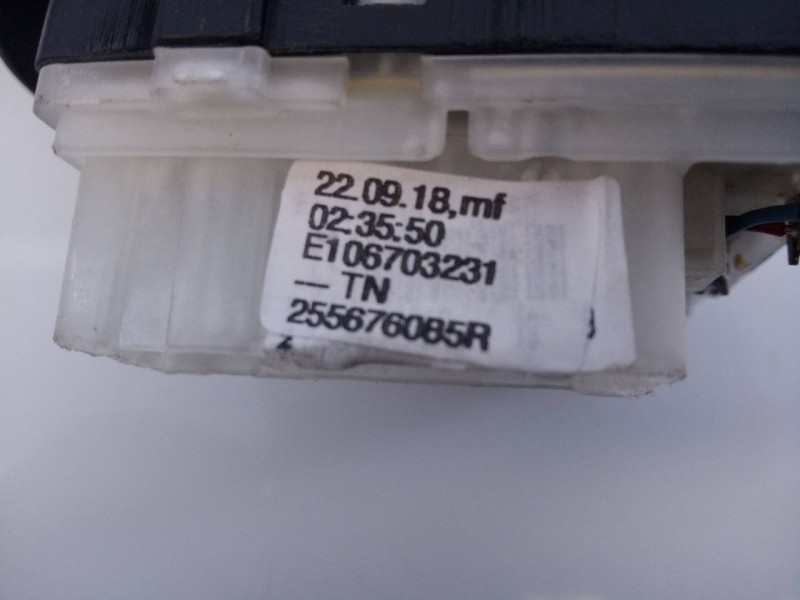 22.09.18,mf
02:35:50
E106703231
--- TN
255676085R